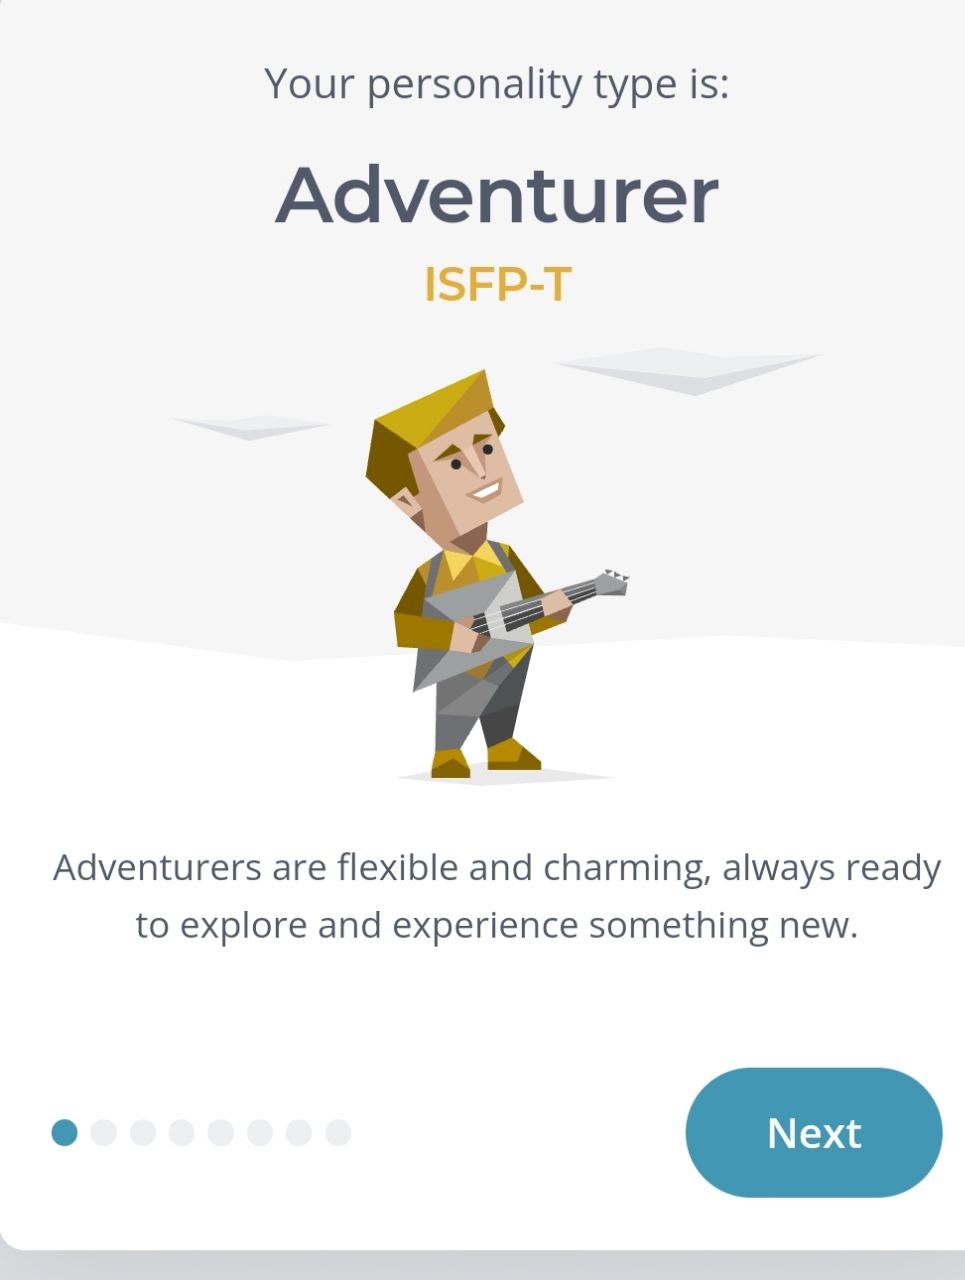 Your personality type is:
Adventurer
ISFP-T
Adventurers are flexible and charming, always ready
to explore and experience something new.
Next